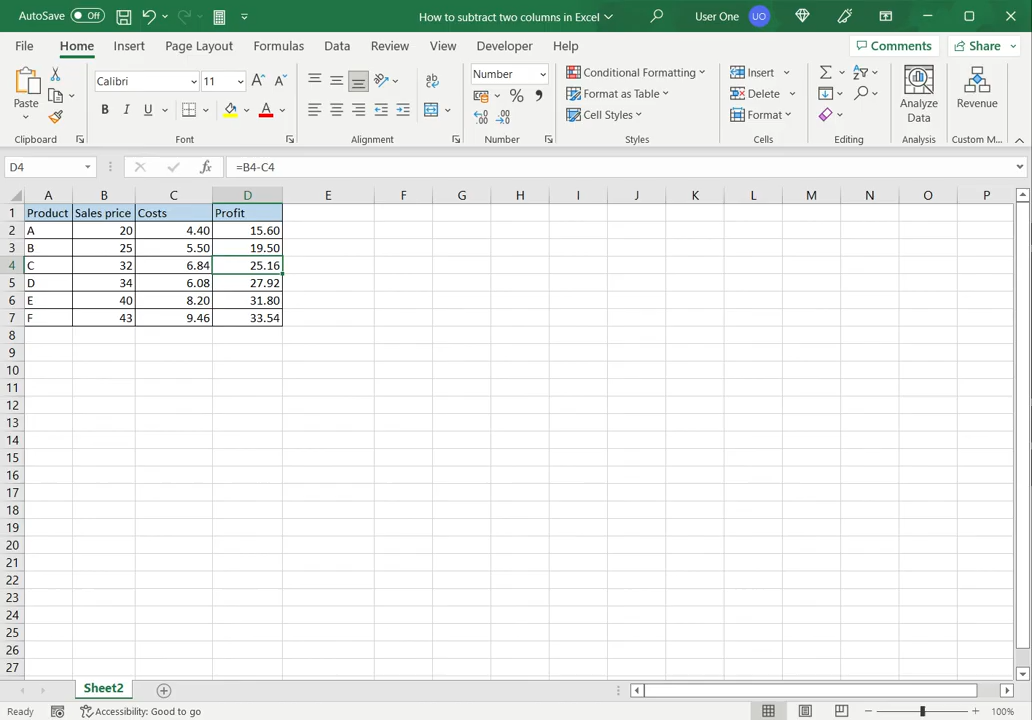 AutoSave Off How to subtract two columns in Excel User One UO
File Home Insert Page Layout Formulas Data Review View Developer Help Comments Share
Paste Calibri 11 A A ab Number Conditional Formatting Insert Σ Analyze Data Revenue
B I U A % , Format as Table Delete
Cell Styles Format
Clipboard Font Alignment Number Styles Cells Editing Analysis Custom M...
D4 fx =B4-C4
A B C D E F G H I J K L M N O P
1 Product Sales price Costs Profit
2 A 20 4.40 15.60
3 B 25 5.50 19.50
4 C 32 6.84 25.16
5 D 34 6.08 27.92
6 E 40 8.20 31.80
7 F 43 9.46 33.54
8
9
10
11
12
13
14
15
16
17
18
19
20
21
22
23
24
25
26
27
Sheet2
Ready Accessibility: Good to go 100%